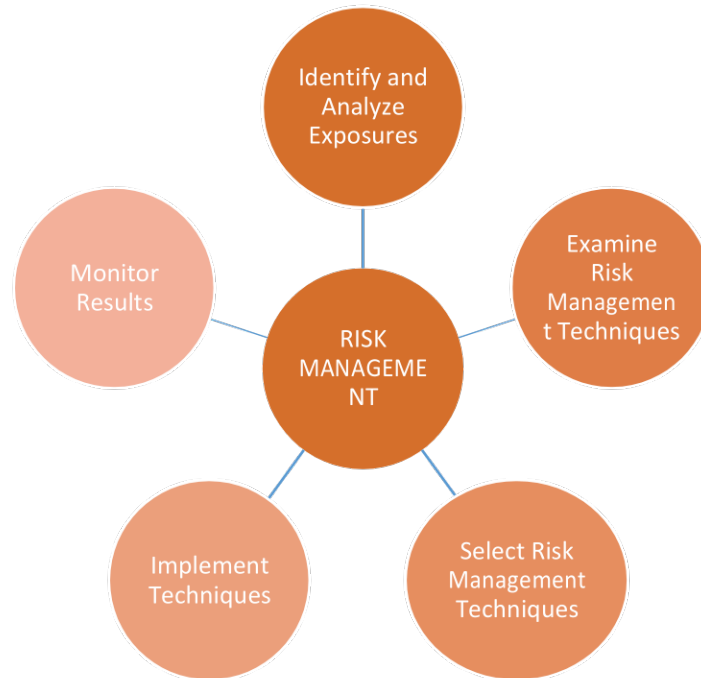 Identify and
Analyze
Exposures
Examine
Risk
Managemen
t Techniques
Select Risk
Management
Techniques
Implement
Techniques
Monitor
Results
RISK
MANAGEME
NT